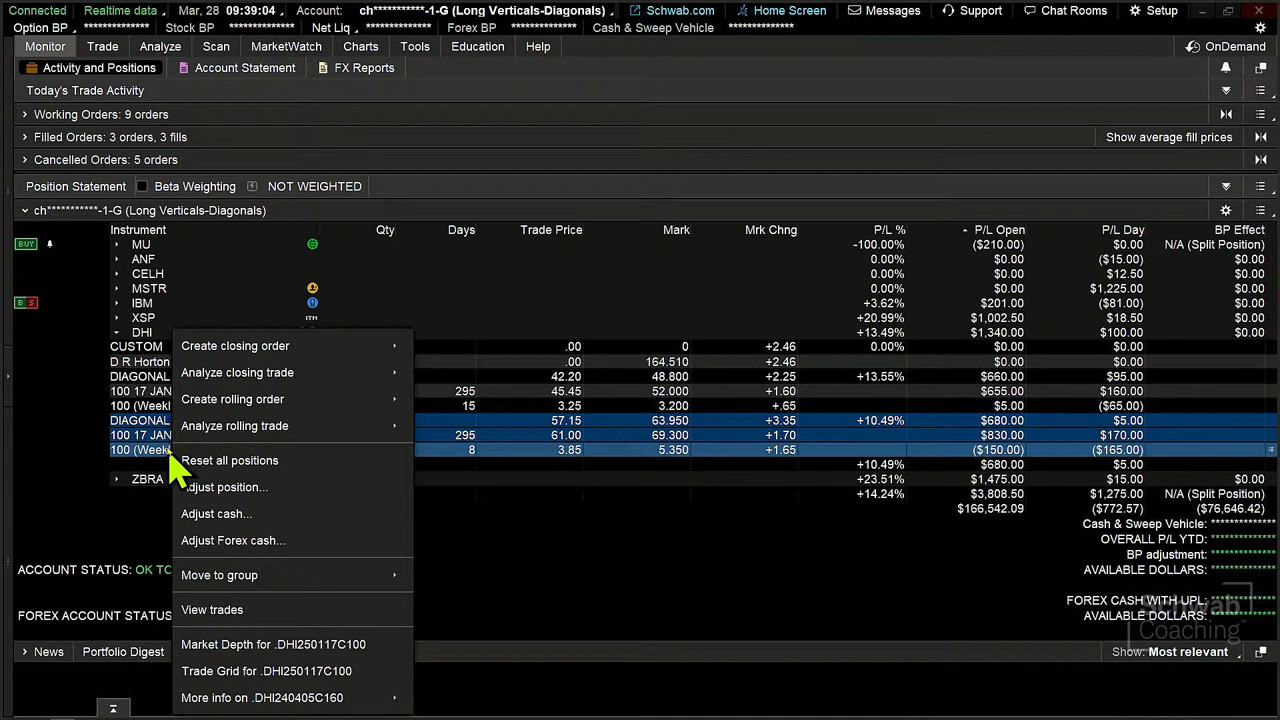 Connected Realtime data Mar, 28 09:39:04 Account: ch**********-1-G (Long Verticals-Diagonals) Schwab.com Home Screen Messages Support Chat Rooms Setup
Option BP ************** Stock BP ************** Net Liq ************** Forex BP ************** Cash & Sweep Vehicle **************
Monitor Trade Analyze Scan MarketWatch Charts Tools Education Help OnDemand
Activity and Positions Account Statement FX Reports
Today's Trade Activity
Working Orders: 9 orders
Filled Orders: 3 orders, 3 fills Show average fill prices
Cancelled Orders: 5 orders
Position Statement Beta Weighting NOT WEIGHTED
ch**********-1-G (Long Verticals-Diagonals)
Instrument Qty Days Trade Price Mark Mrk Chng P/L % P/L Open P/L Day BP Effect
BUY MU S -100.00% ($210.00) $0.00 N/A (Split Position)
ANF 0.00% $0.00 ($15.00) $0.00
CELH 0.00% $0.00 $12.50 $0.00
MSTR 0.00% $0.00 $1,225.00 $0.00
B S IBM +3.62% $201.00 ($81.00) $0.00
XSP ITM +20.99% $1,002.50 $18.50 $0.00
DHI +13.49% $1,340.00 $100.00 $0.00
CUSTOM .00 0 +2.46 0.00% $0.00 $0.00
D R Horton .00 164.510 +2.46 $0.00 $0.00
DIAGONAL 42.20 48.800 +2.25 +13.55% $660.00 $95.00
100 17 JAN 295 45.45 52.000 +1.60 $655.00 $160.00
100 (Weekl 15 3.25 3.200 +.65 $5.00 ($65.00)
DIAGONAL 57.15 63.950 +3.35 +10.49% $680.00 $5.00
100 17 JAN 295 61.00 69.300 +1.70 $830.00 $170.00
100 (Weekl 8 3.85 5.350 +1.65 ($150.00) ($165.00)
+10.49% $680.00 $5.00
ZBRA +23.51% $1,475.00 $15.00 $0.00
+14.24% $3,808.50 $1,275.00 N/A (Split Position)
$166,542.09 ($772.57) ($76,646.42)
Create closing order
Analyze closing trade
Create rolling order
Analyze rolling trade
Reset all positions
Adjust position...
Adjust cash...
Adjust Forex cash...
Move to group
View trades
Market Depth for .DHI250117C100
Trade Grid for .DHI250117C100
More info on .DHI240405C160
Cash & Sweep Vehicle: **************
OVERALL P/L YTD: **************
BP adjustment: **************
ACCOUNT STATUS: OK TO AVAILABLE DOLLARS: **************
FOREX CASH WITH UPL: **************
FOREX ACCOUNT STATUS AVAILABLE DOLLARS: **************
Schwab
Coaching
News Portfolio Digest Show: Most relevant